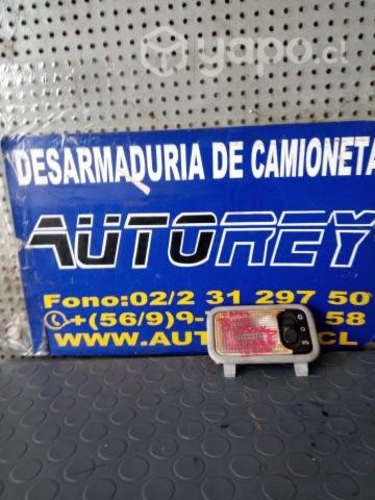 yapo.cl
DESARMADURIA DE CAMIONETA
AUTOREY
Fono:02/2 31 297 50
+(56/9)9- 58
WWW.AUT CL